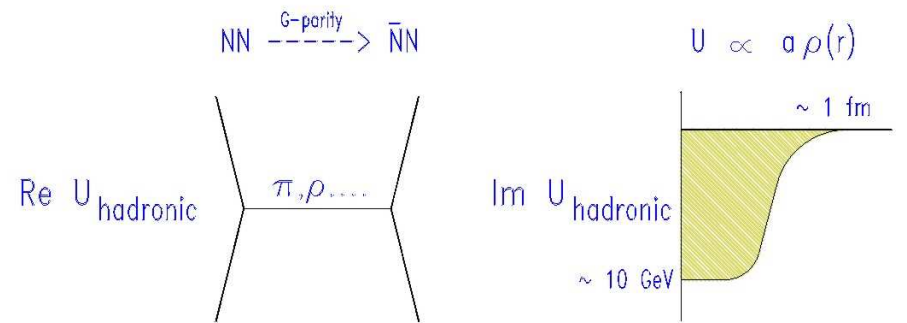 G-parity
NN ----> N̄N
Re U hadronic
π,ρ....
U ∝ a ρ(r)
~ 1 fm
Im U hadronic
~ 10 GeV